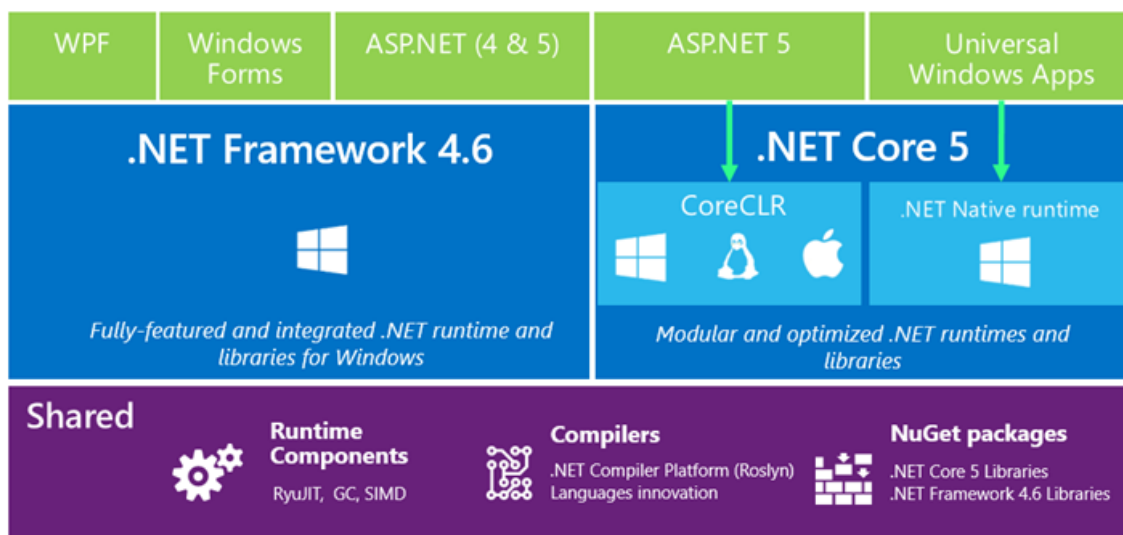 WPF
Windows
Forms
ASP.NET (4 & 5)
ASP.NET 5
Universal
Windows Apps
.NET Framework 4.6
Fully-featured and integrated .NET runtime and
libraries for Windows
.NET Core 5
CoreCLR
.NET Native runtime
Modular and optimized .NET runtimes and
libraries
Shared
Runtime
Components
RyuJIT, GC, SIMD
Compilers
.NET Compiler Platform (Roslyn)
Languages innovation
NuGet packages
.NET Core 5 Libraries
.NET Framework 4.6 Libraries